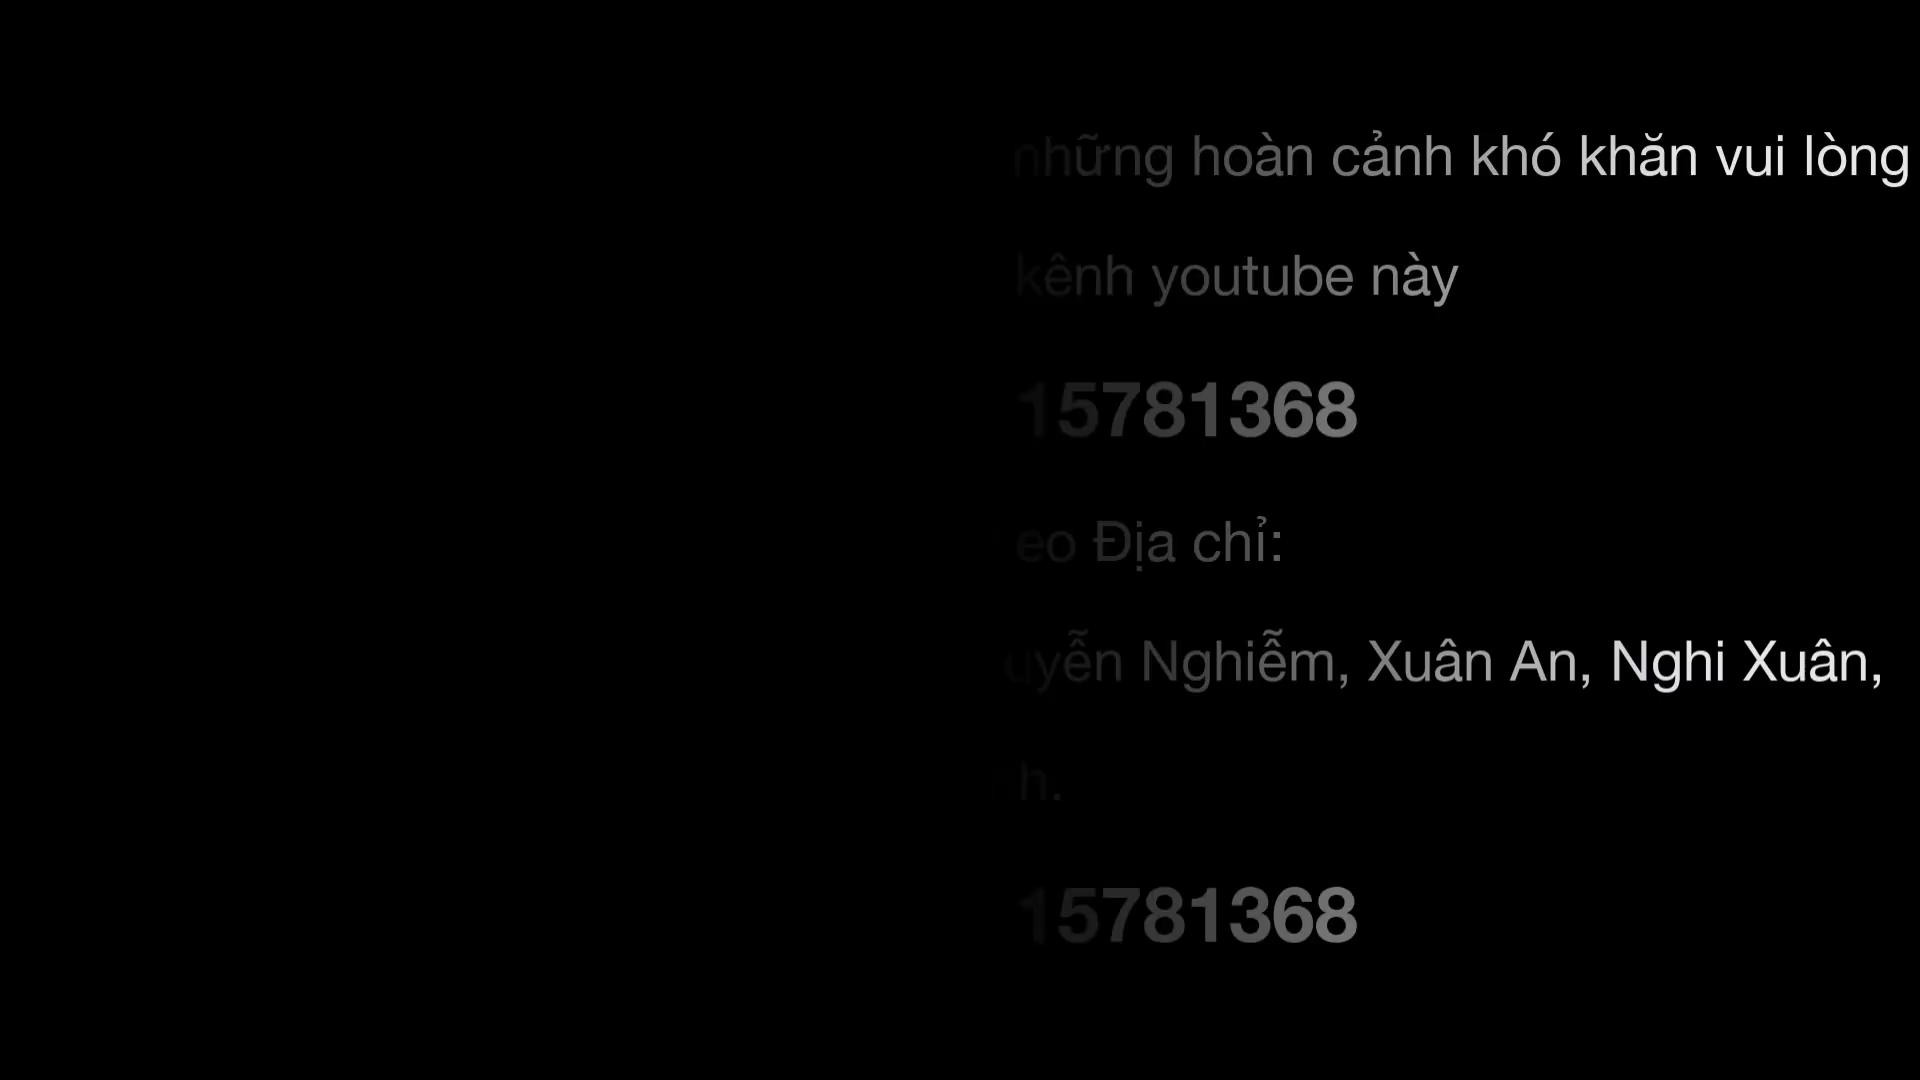 những hoàn cảnh khó khăn vui lòng
kênh youtube này
15781368
eo Địa chỉ:
uyễn Nghiễm, Xuân An, Nghi Xuân,
h.
15781368